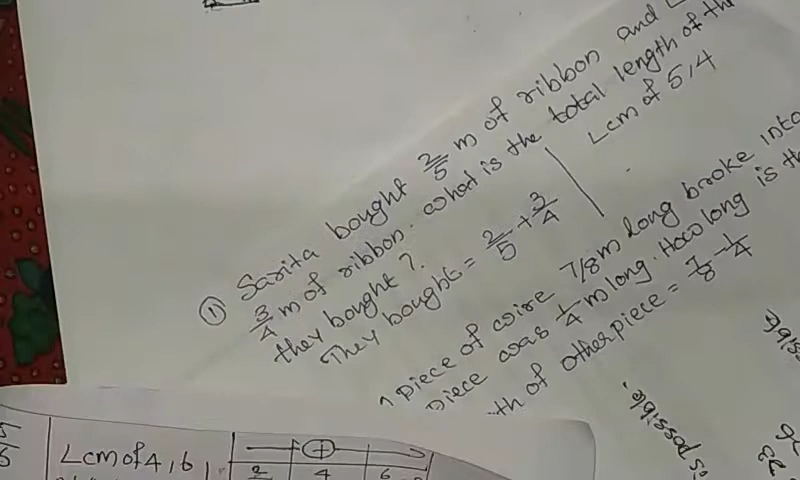 ① Sarita bought 2/5 m of ribbon and
3/4 m of ribbon. What is the total length of the
they bought?
They bought = 2/5 + 3/4
Lcm of 5,4
piece of wire 7/8 m long broke into
piece was 1/4 m long. How long is the
th of other piece = 7/8 - 1/4
is possible.
Lcm of 4,6
+
2 4 6